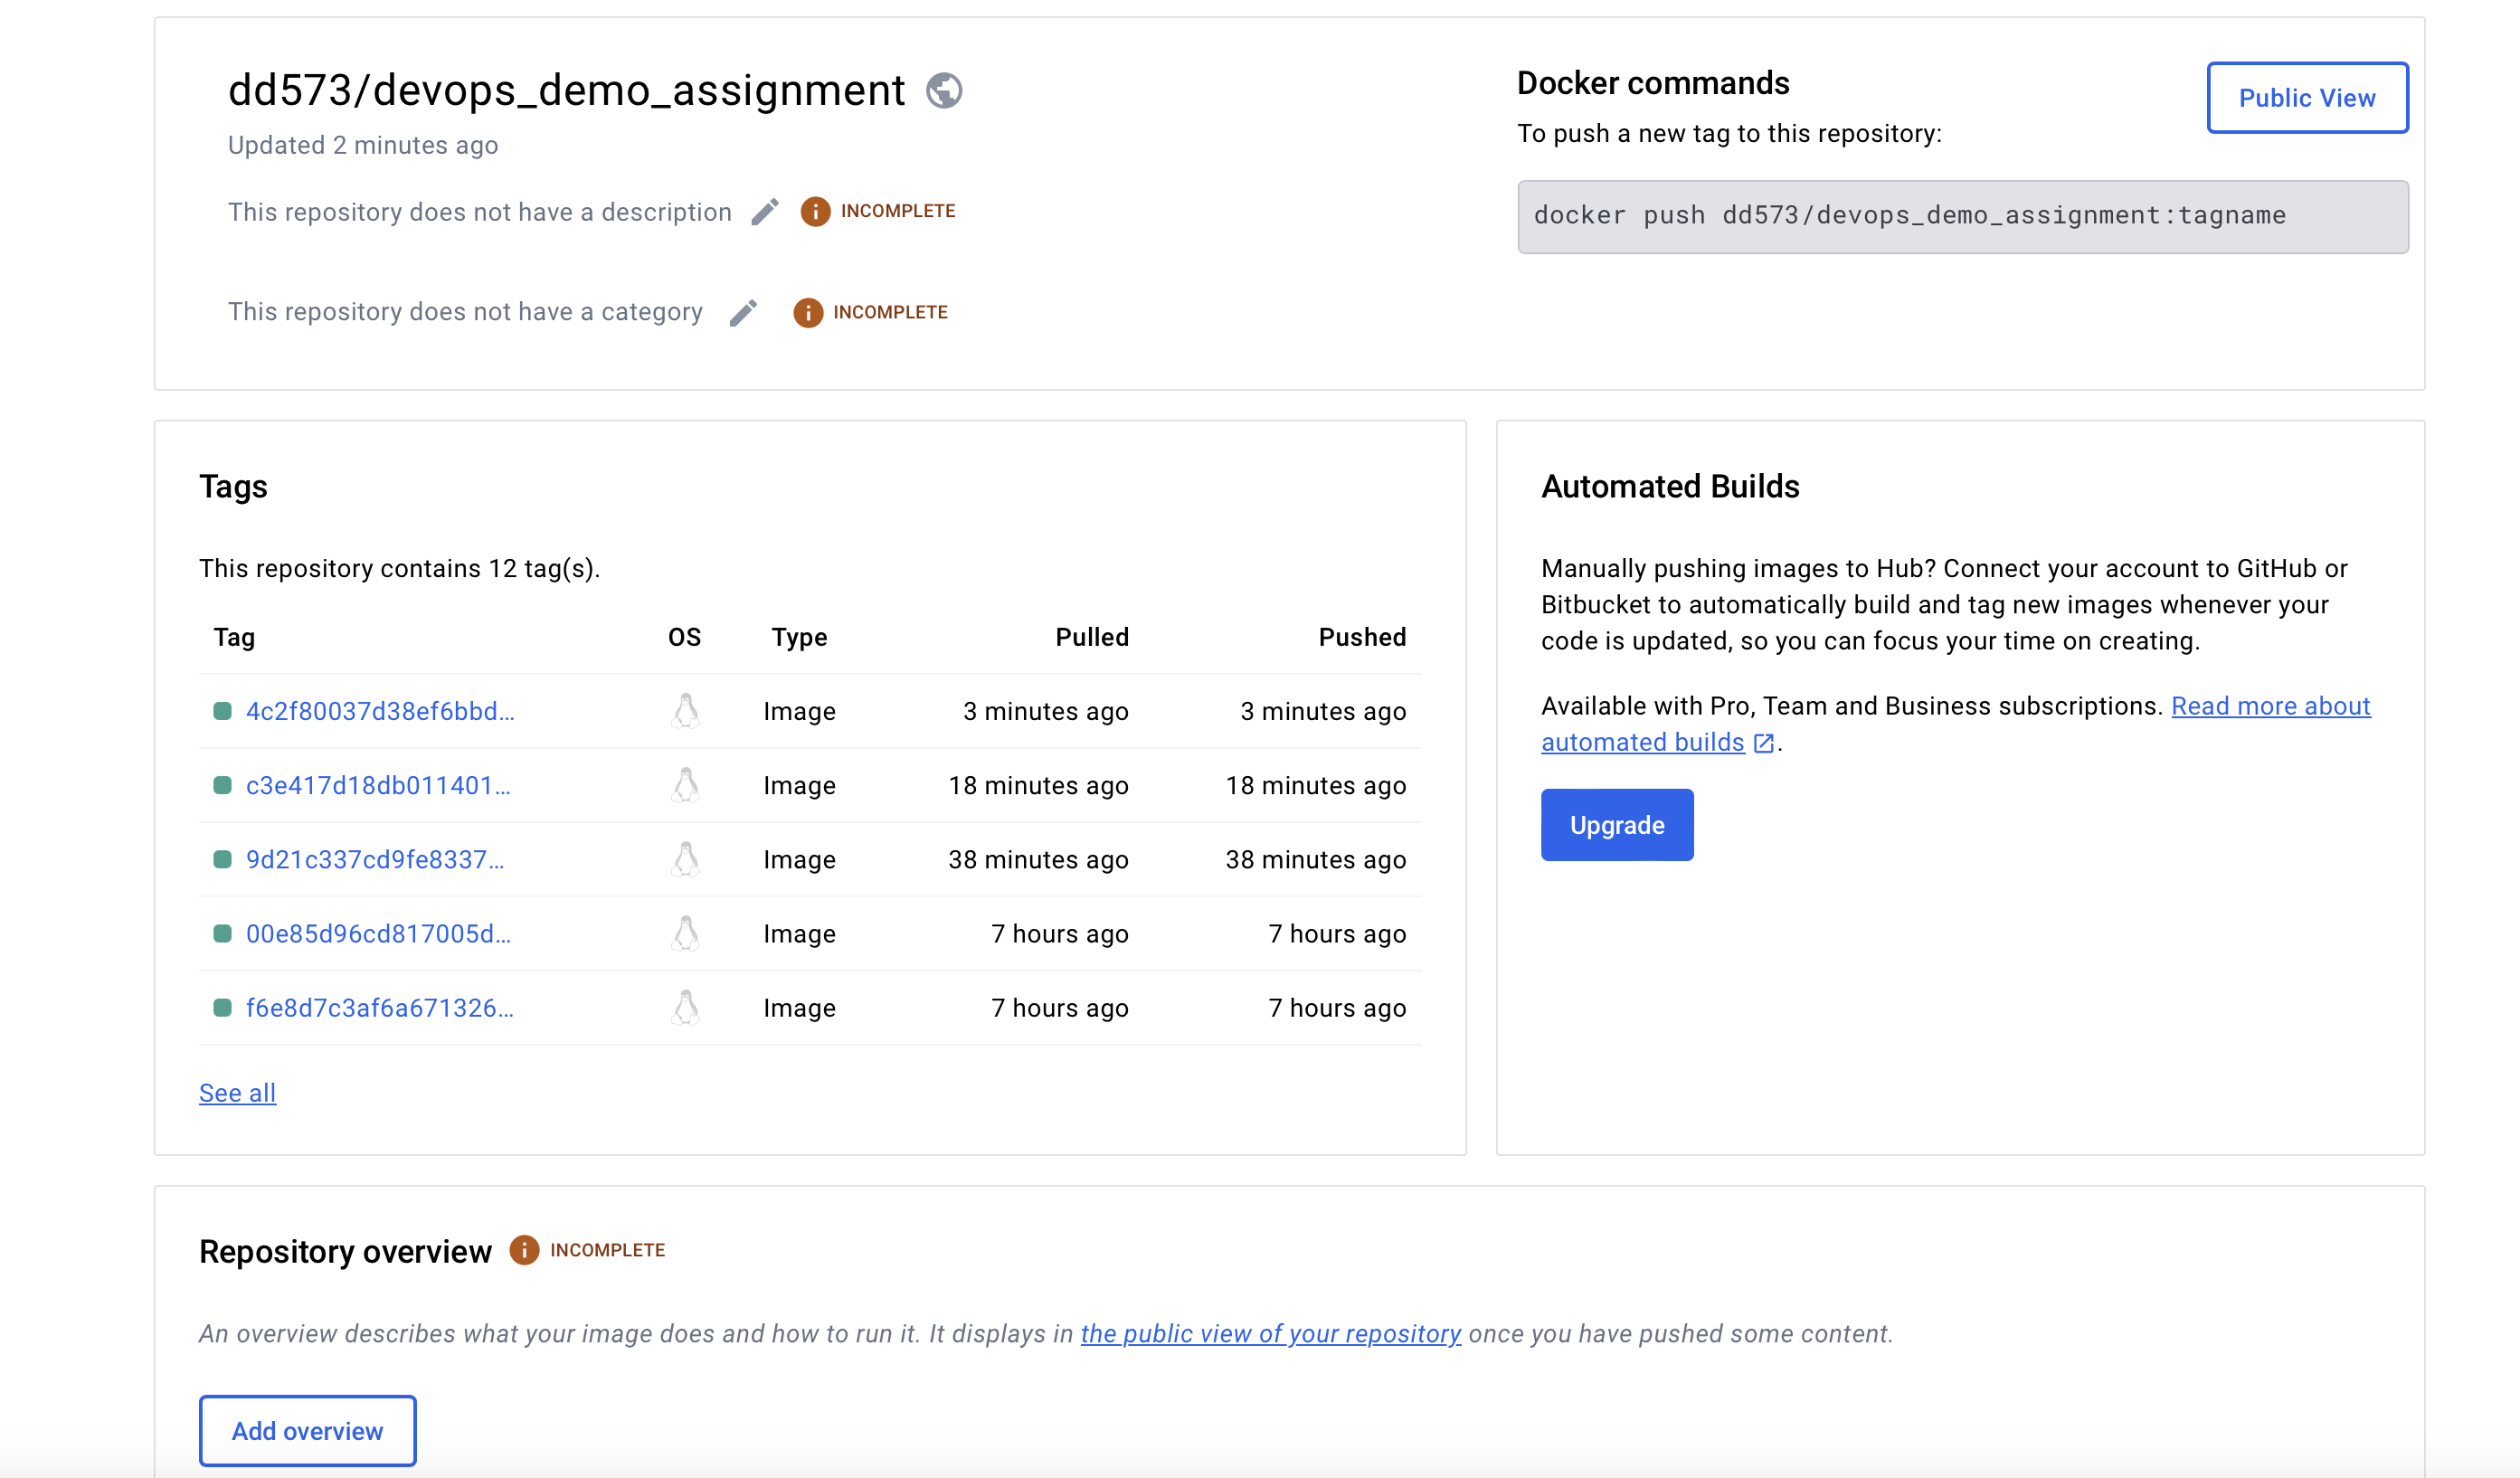 dd573/devops_demo_assignment
Updated 2 minutes ago
This repository does not have a description INCOMPLETE
This repository does not have a category INCOMPLETE
Docker commands
Public View
To push a new tag to this repository:
docker push dd573/devops_demo_assignment:tagname
Tags
This repository contains 12 tag(s).
Tag OS Type Pulled Pushed
4c2f80037d38ef6bbd... Image 3 minutes ago 3 minutes ago
c3e417d18db011401... Image 18 minutes ago 18 minutes ago
9d21c337cd9fe8337... Image 38 minutes ago 38 minutes ago
00e85d96cd817005d... Image 7 hours ago 7 hours ago
f6e8d7c3af6a671326... Image 7 hours ago 7 hours ago
See all
Automated Builds
Manually pushing images to Hub? Connect your account to GitHub or
Bitbucket to automatically build and tag new images whenever your
code is updated, so you can focus your time on creating.
Available with Pro, Team and Business subscriptions. Read more about
automated builds.
Upgrade
Repository overview INCOMPLETE
An overview describes what your image does and how to run it. It displays in the public view of your repository once you have pushed some content.
Add overview